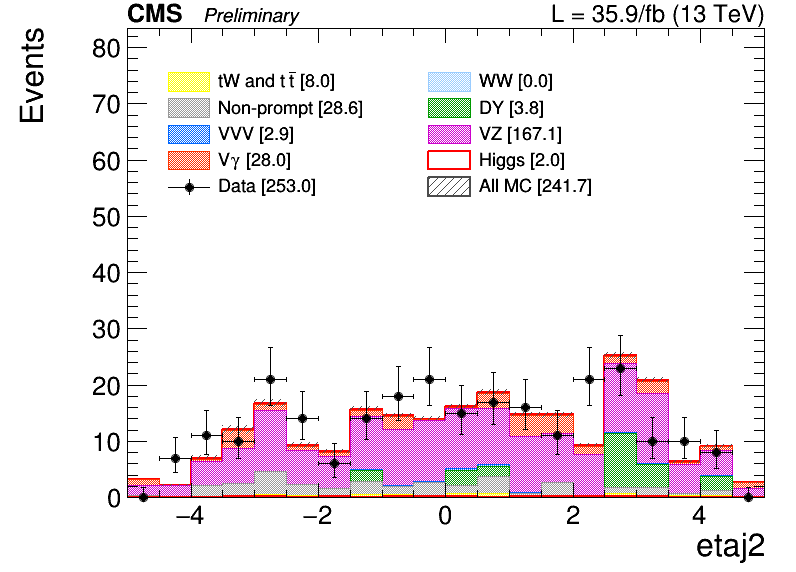 CMS Preliminary L = 35.9/fb (13 TeV)
Events
80
70
60
50
40
30
20
10
0
tW and t t̅ [8.0]
Non-prompt [28.6]
VVV [2.9]
Vγ [28.0]
Data [253.0]
WW [0.0]
DY [3.8]
VZ [167.1]
Higgs [2.0]
All MC [241.7]
−4 −2 0 2 4
etaj2